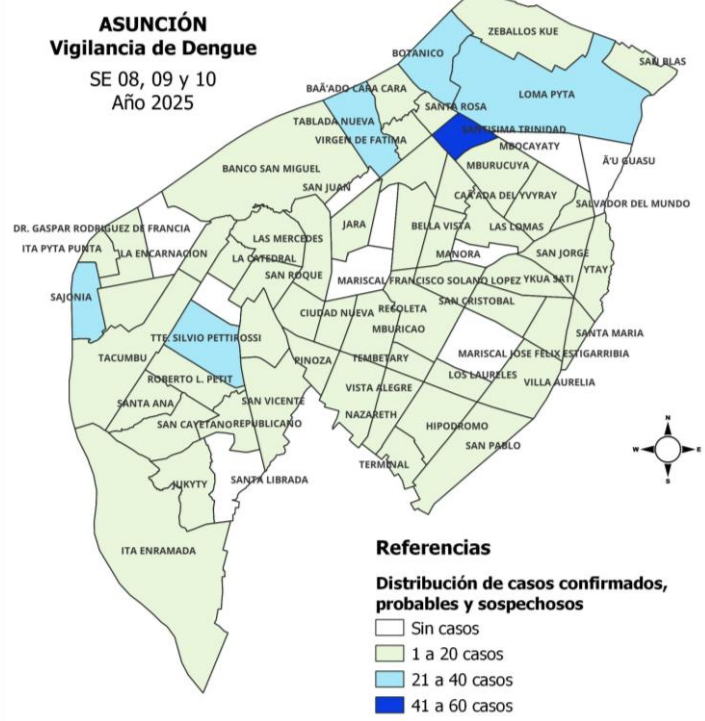 ASUNCIÓN
Vigilancia de Dengue
SE 08, 09 y 10
Año 2025
ZEBALLOS KUE
BOTANICO
SAN BLAS
BAÃ'ADO CARA CARA
LOMA PYTA
SANTA ROSA
TABLADA NUEVA
SANTISIMA TRINIDAD
VIRGEN DE FATIMA
MBOCAYATY
Ã'U GUASU
BANCO SAN MIGUEL
MBURUCUYA
SAN JUAN
CAÃ'ADA DEL YVYRAY
SALVADOR DEL MUNDO
DR. GASPAR RODRIGUEZ DE FRANCIA
JARA
BELLA VISTA
LAS LOMAS
LAS MERCEDES
ITA PYTA PUNTA
LA ENCARNACION
LA CATEDRAL
MANORA
SAN JORGE
SAN ROQUE
YTAY
MARISCAL FRANCISCO SOLANO LOPEZ
YKUA SATI
SAJONIA
SAN CRISTOBAL
CIUDAD NUEVA
RECOLETA
MBURICAO
SANTA MARIA
TTE. SILVIO PETTIROSSI
TACUMBU
PINOZA
TEMBETARY
MARISCAL JOSE FELIX ESTIGARRIBIA
LOS LAURELES
ROBERTO L. PETIT
VISTA ALEGRE
VILLA AURELIA
SANTA ANA
SAN VICENTE
NAZARETH
SAN CAYETANO
REPUBLICANO
HIPODROMO
SAN PABLO
TERMINAL
JUKYTY
SANTA LIBRADA
N
W
E
S
ITA ENRAMADA
Referencias
Distribución de casos confirmados,
probables y sospechosos
Sin casos
1 a 20 casos
21 a 40 casos
41 a 60 casos